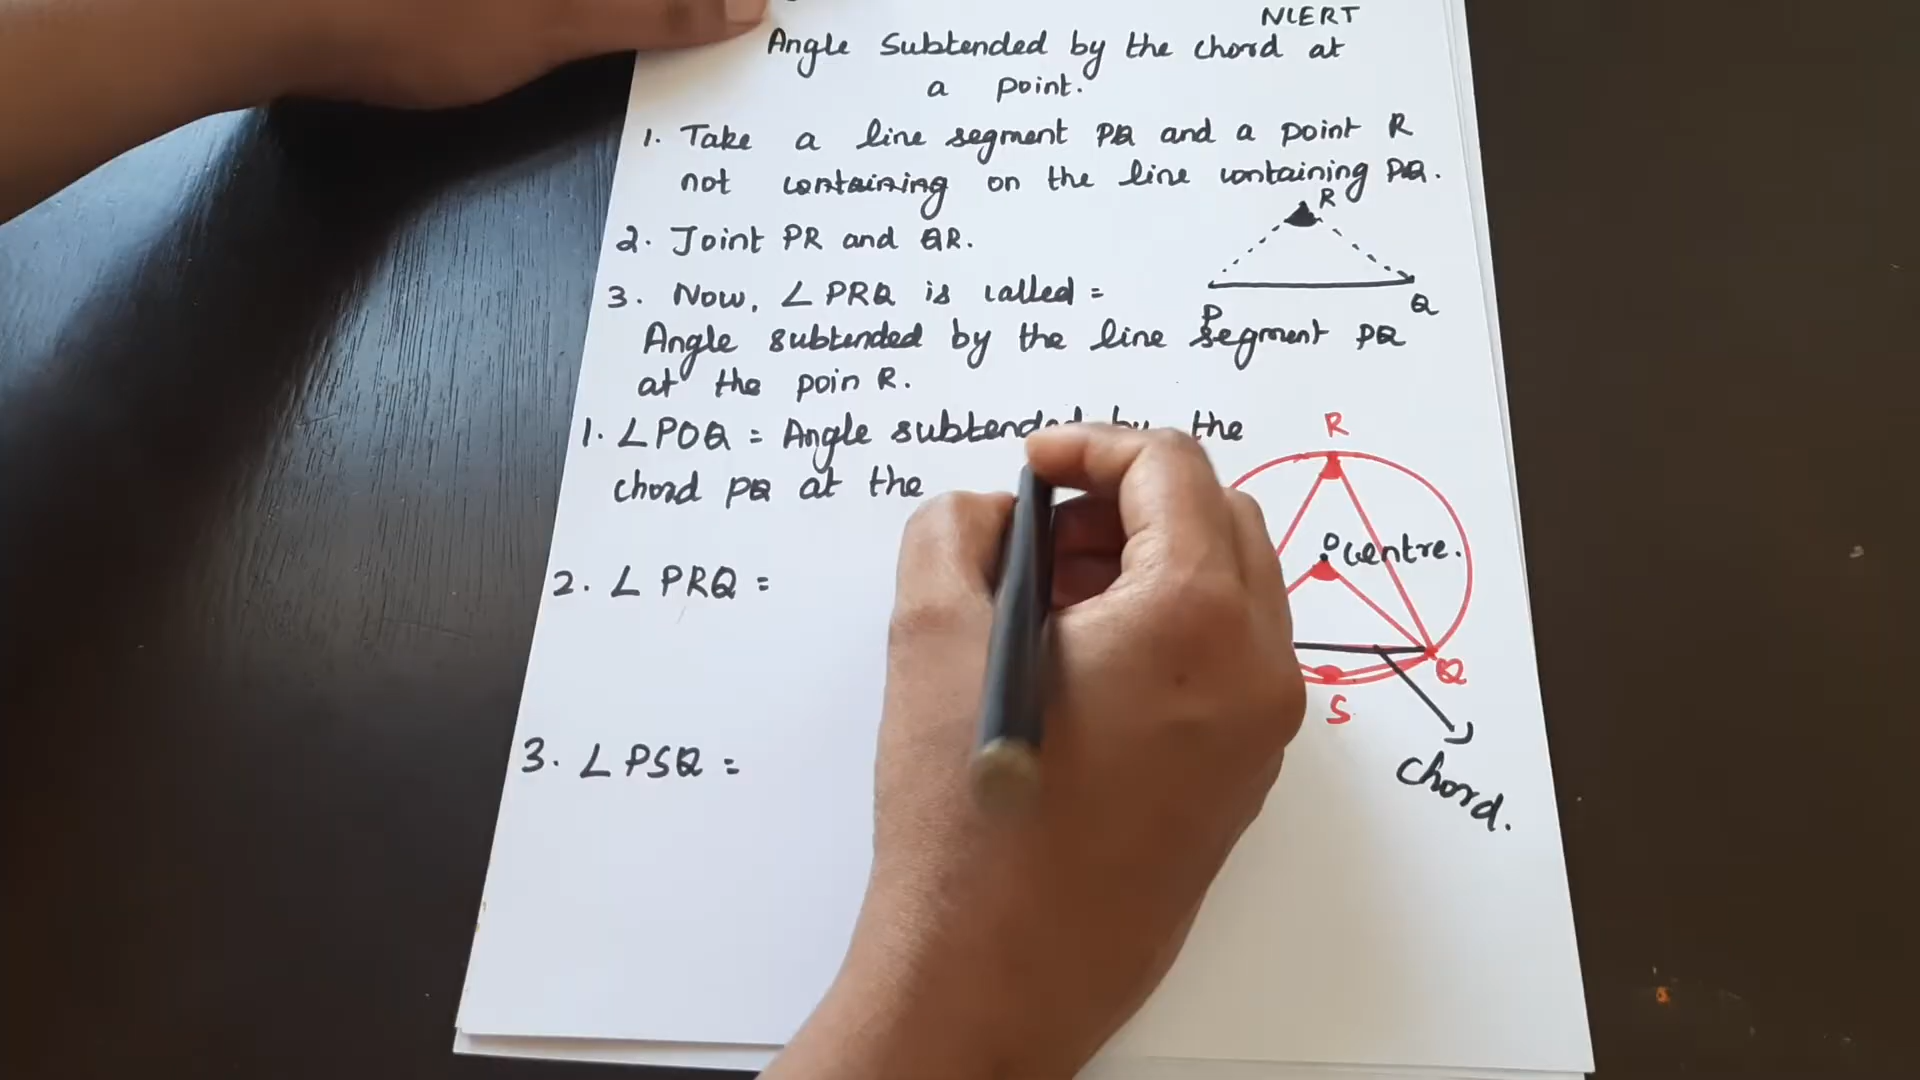 NCERT
Angle Subtended by the chord at
a point.
1. Take a line segment PQ and a point R
not containing on the line containing PQ.
R
2. Joint PR and QR.
3. Now, ∠PRQ is called =
P
Q
Angle subtended by the line segment PQ
at the poin R.
R
1. ∠POQ = Angle subtended by the
chord PQ at the
O centre.
2. ∠PRQ =
Q
S
3. ∠PSQ =
chord.